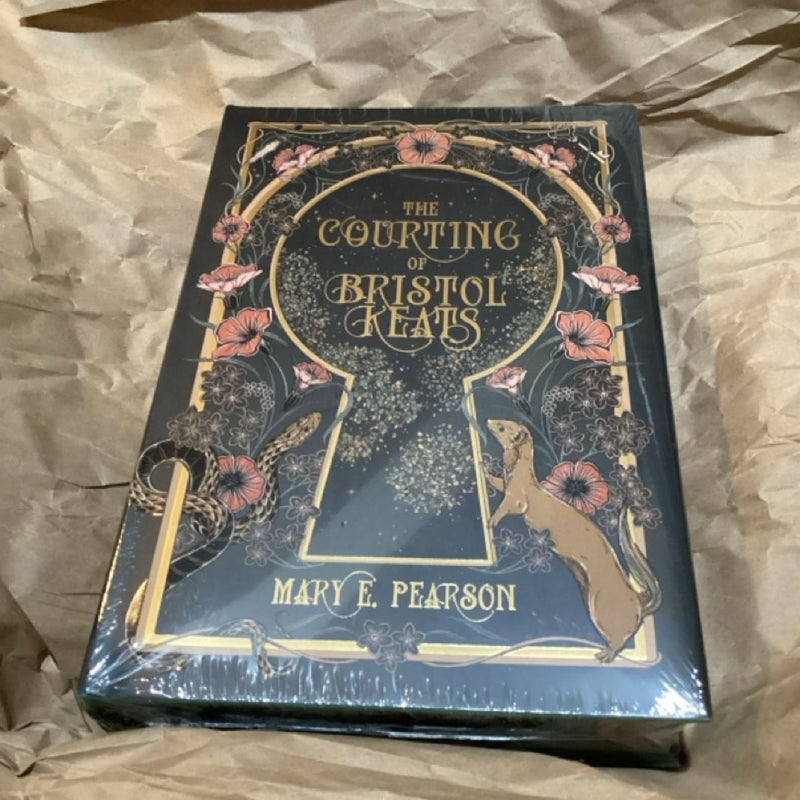 THE
COURTING
OF
BRISTOL
KEATS
MARY E. PEARSON